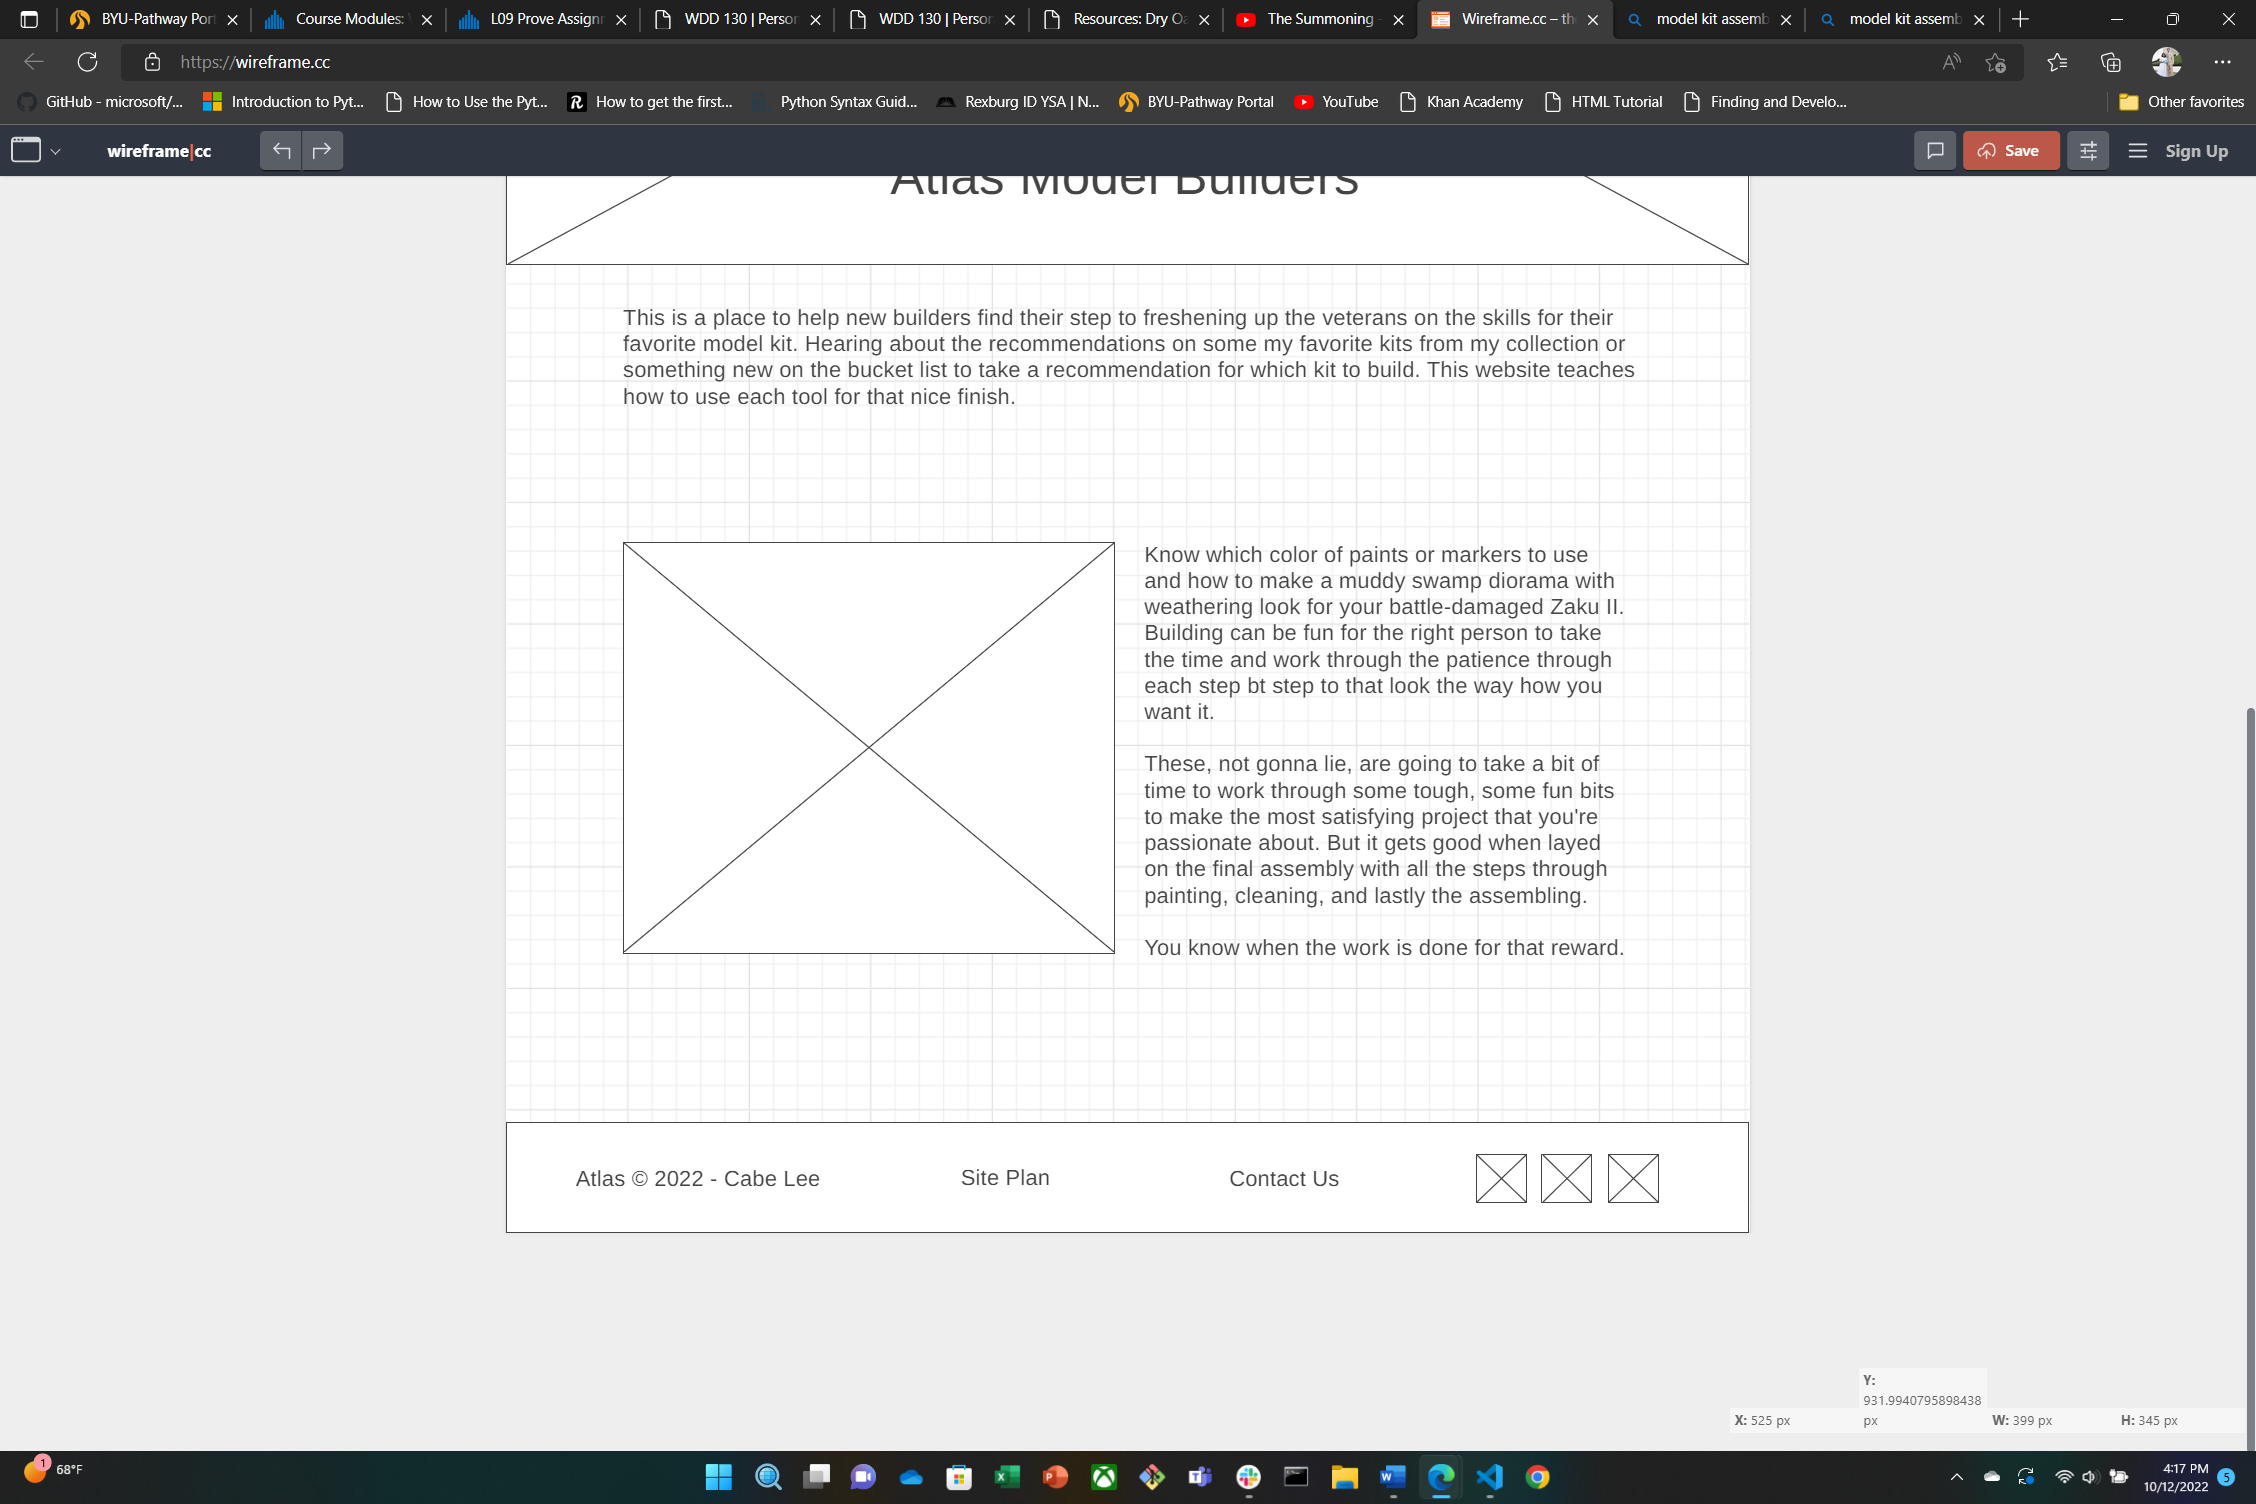 BYU-Pathway Por
Course Modules:
L09 Prove Assignr
WDD 130 | Person
WDD 130 | Person
Resources: Dry Oa
The Summoning -
Wireframe.cc – th
model kit assemb
model kit assemb
https://wireframe.cc
GitHub - microsoft/...
Introduction to Pyt...
How to Use the Pyt...
How to get the first...
Python Syntax Guid...
Rexburg ID YSA | N...
BYU-Pathway Portal
YouTube
Khan Academy
HTML Tutorial
Finding and Develo...
Other favorites
wireframe|cc
Save
Sign Up
Atlas Model Builders
This is a place to help new builders find their step to freshening up the veterans on the skills for their
favorite model kit. Hearing about the recommendations on some my favorite kits from my collection or
something new on the bucket list to take a recommendation for which kit to build. This website teaches
how to use each tool for that nice finish.
Know which color of paints or markers to use
and how to make a muddy swamp diorama with
weathering look for your battle-damaged Zaku II.
Building can be fun for the right person to take
the time and work through the patience through
each step bt step to that look the way how you
want it.
These, not gonna lie, are going to take a bit of
time to work through some tough, some fun bits
to make the most satisfying project that you're
passionate about. But it gets good when layed
on the final assembly with all the steps through
painting, cleaning, and lastly the assembling.
You know when the work is done for that reward.
Atlas © 2022 - Cabe Lee
Site Plan
Contact Us
X: 525 px
Y:
931.9940795898438
px
W: 399 px
H: 345 px
1
68°F
4:17 PM
10/12/2022
5